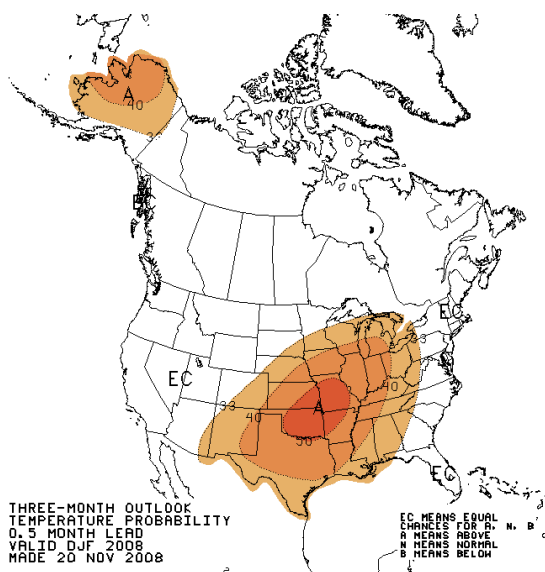 A
40
33
EC
EC
33
EC
40
33
40
A
50
EC
THREE-MONTH OUTLOOK
TEMPERATURE PROBABILITY
0.5 MONTH LEAD
VALID DJF 2008
MADE 20 NOV 2008
EC MEANS EQUAL
CHANCES FOR A, N, B
A MEANS ABOVE
N MEANS NORMAL
B MEANS BELOW